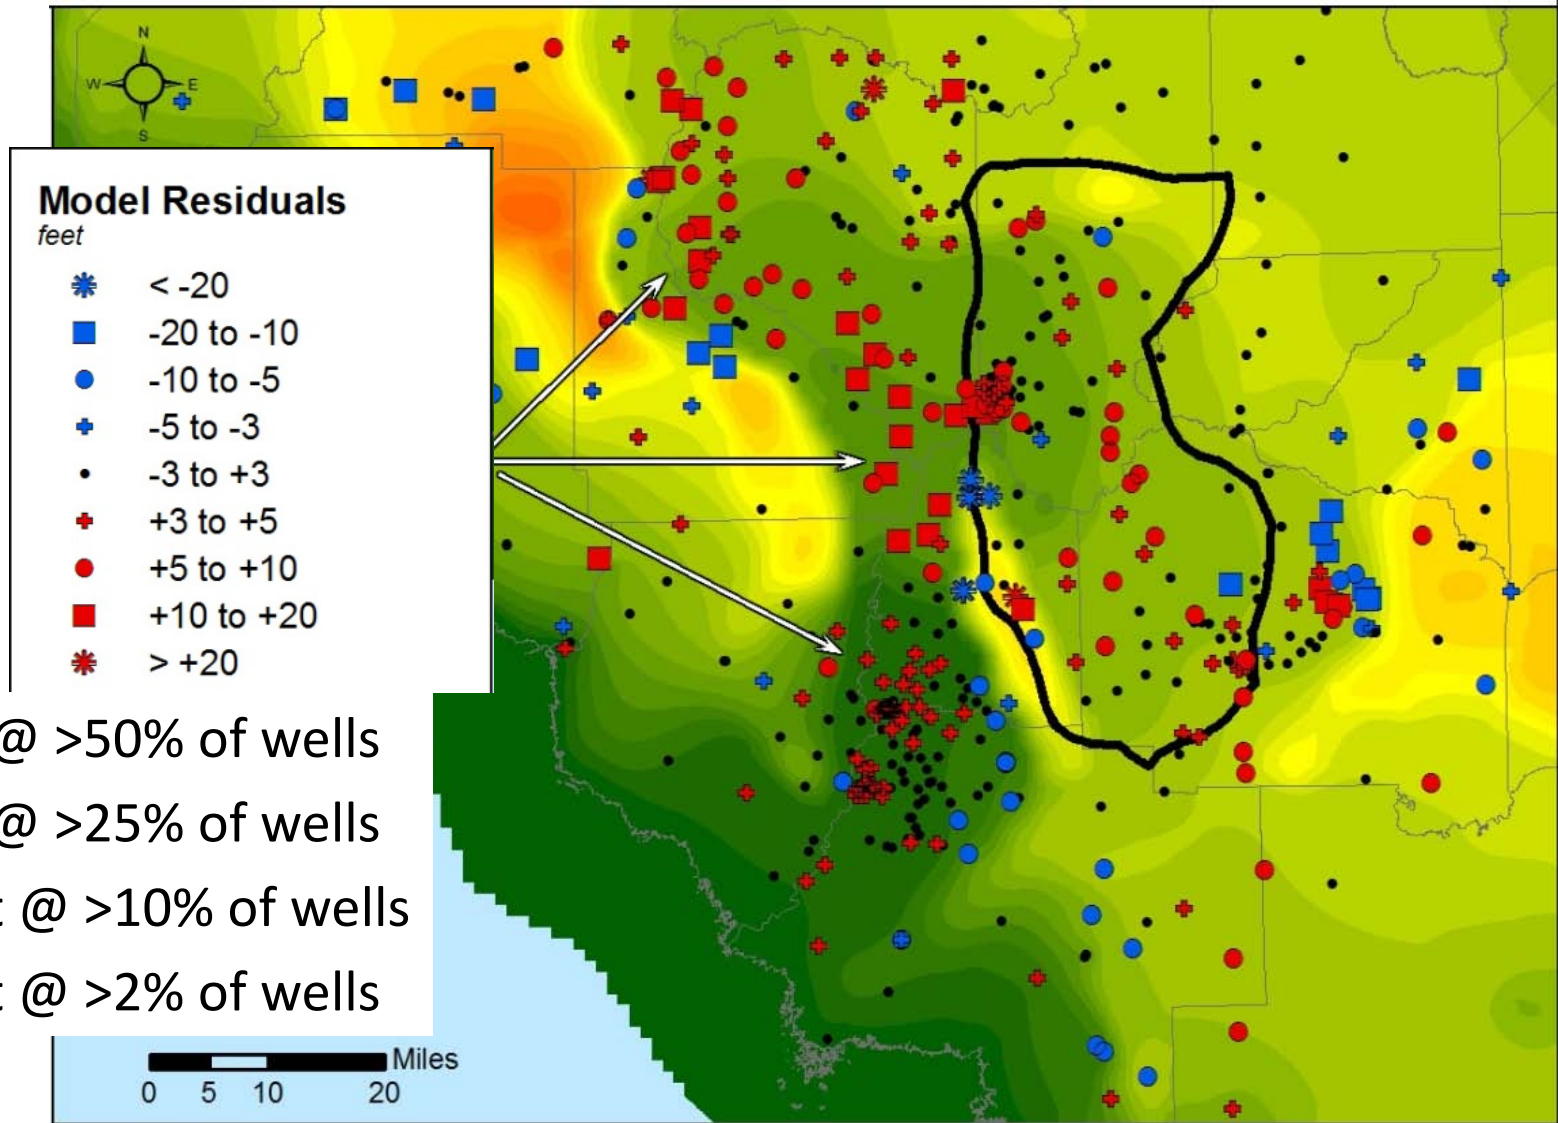 N
W E
S
Model Residuals
feet
< -20
-20 to -10
-10 to -5
-5 to -3
-3 to +3
+3 to +5
+5 to +10
+10 to +20
> +20
@ >50% of wells
@ >25% of wells
@ >10% of wells
@ >2% of wells
Miles
0 5 10 20